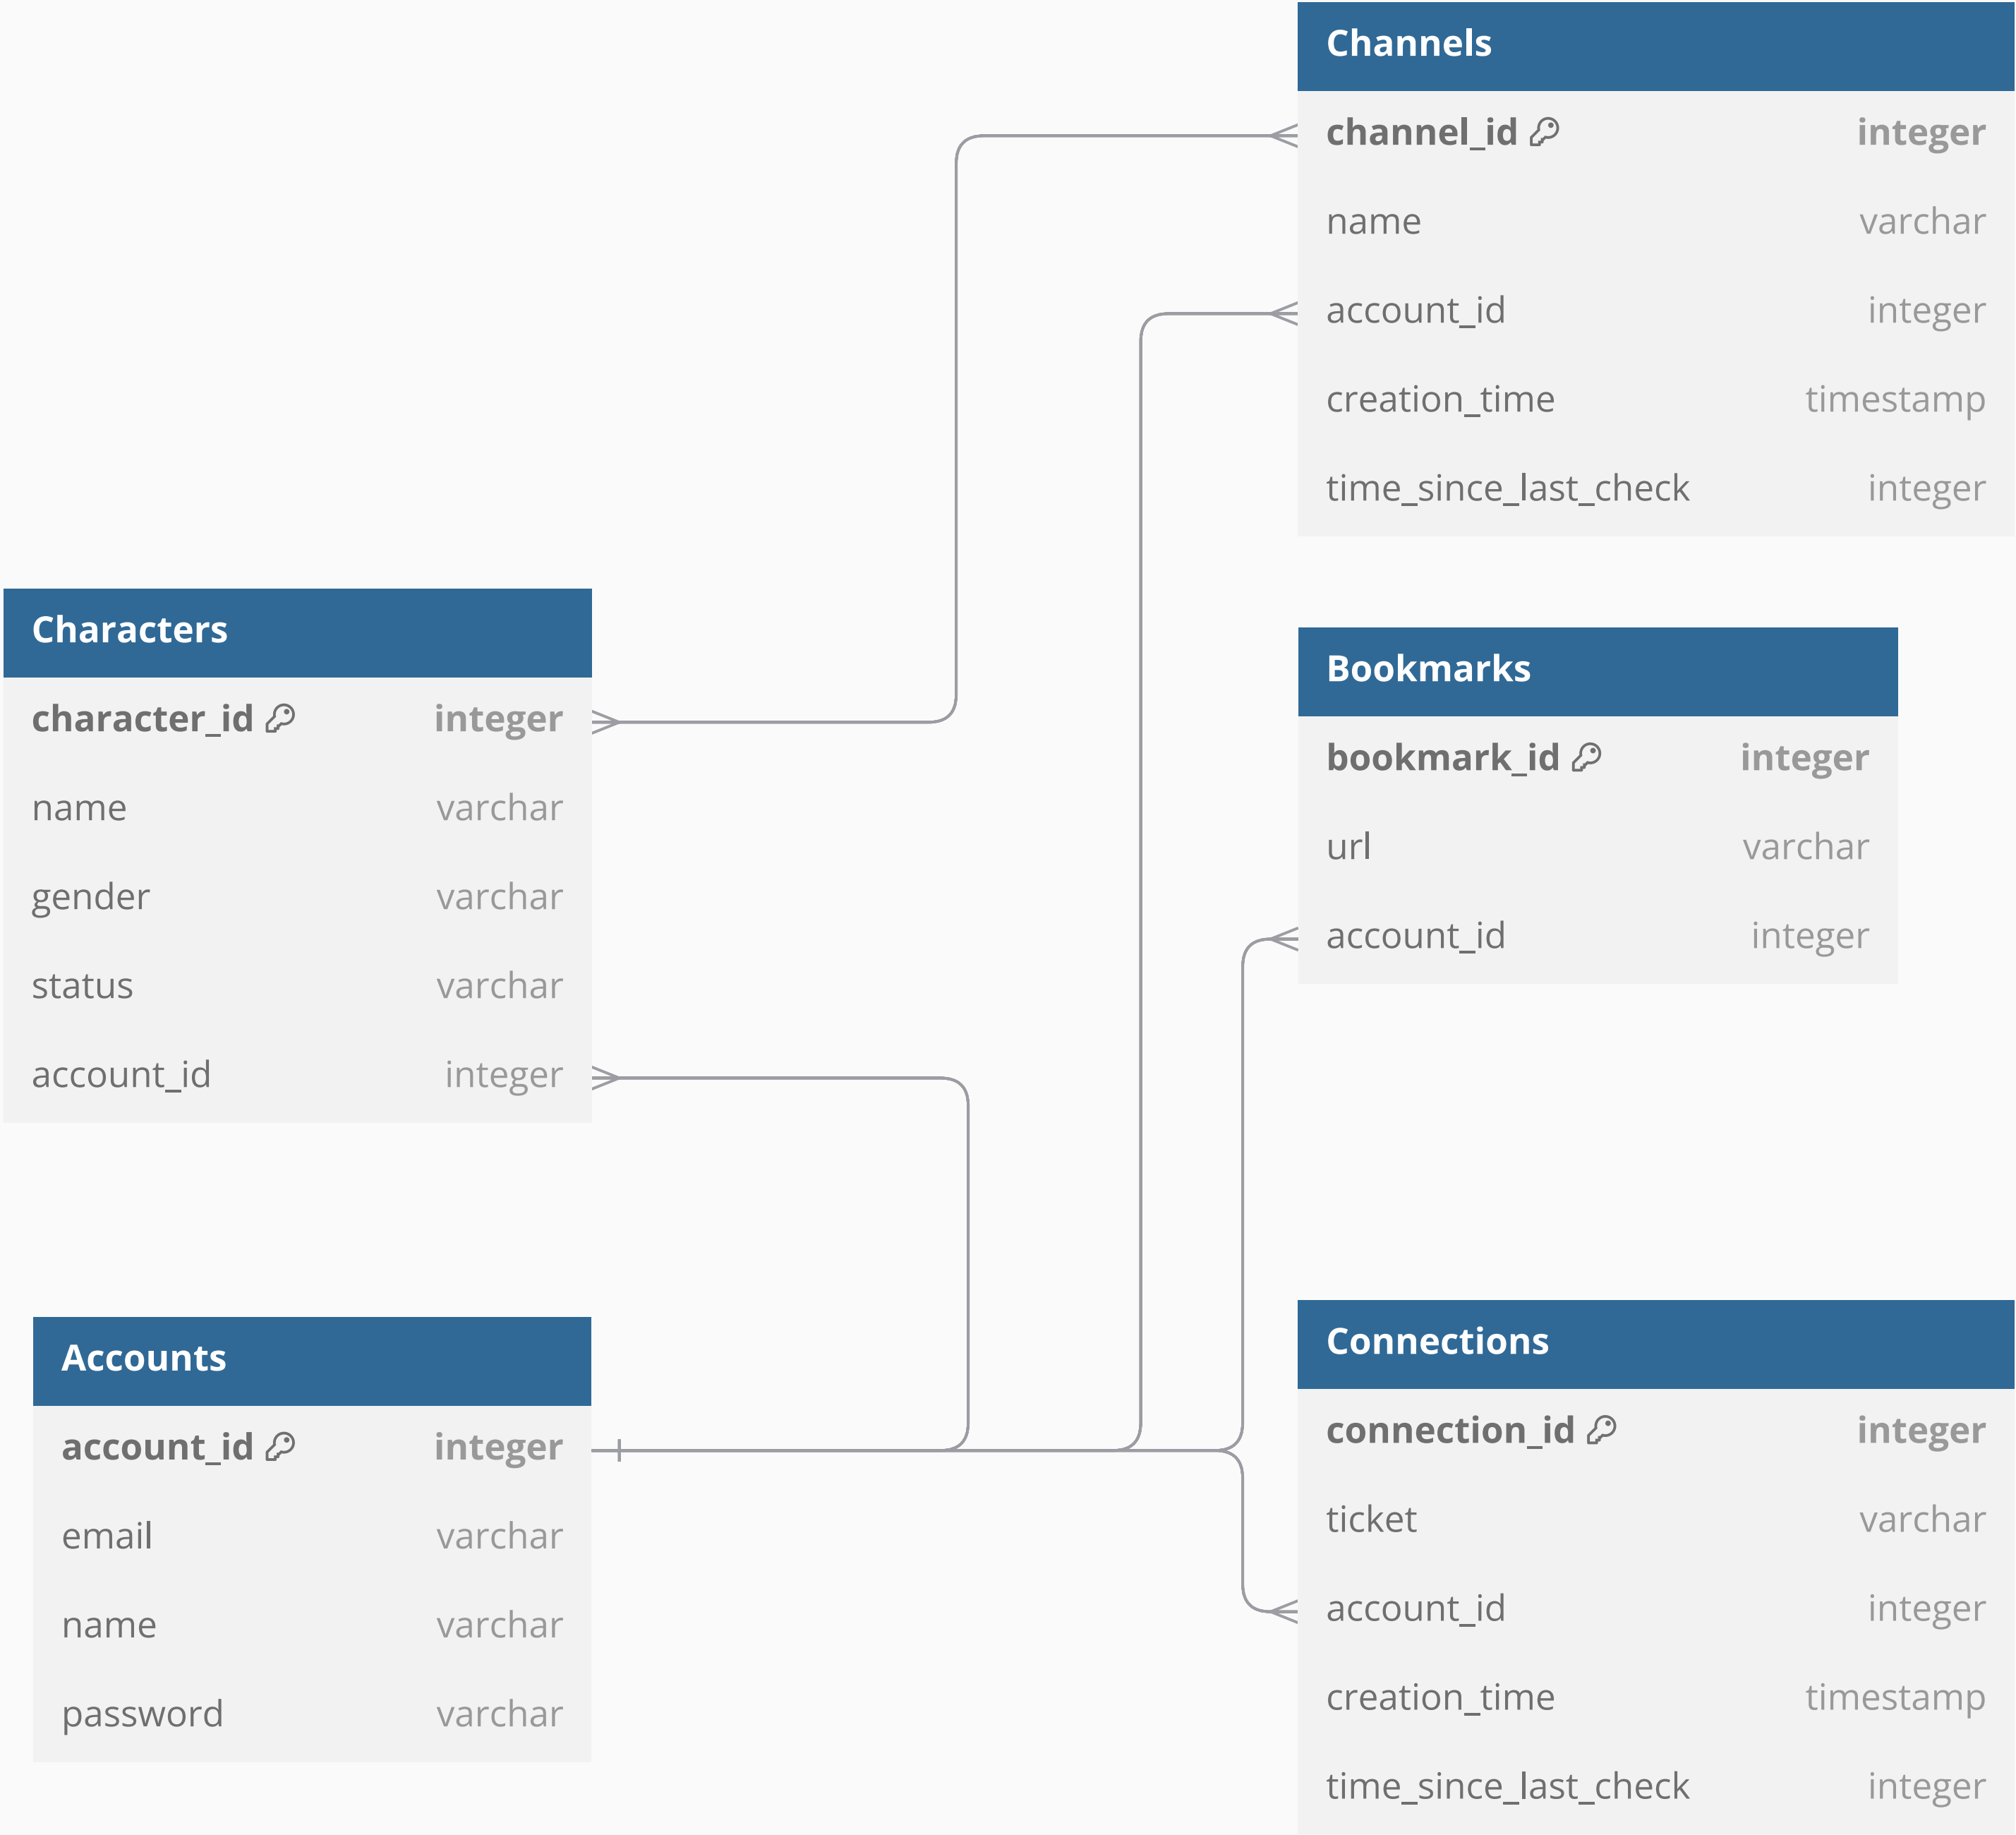 Channels
channel_id integer
name varchar
account_id integer
creation_time timestamp
time_since_last_check integer
Characters
character_id integer
name varchar
gender varchar
status varchar
account_id integer
Bookmarks
bookmark_id integer
url varchar
account_id integer
Accounts
account_id integer
email varchar
name varchar
password varchar
Connections
connection_id integer
ticket varchar
account_id integer
creation_time timestamp
time_since_last_check integer